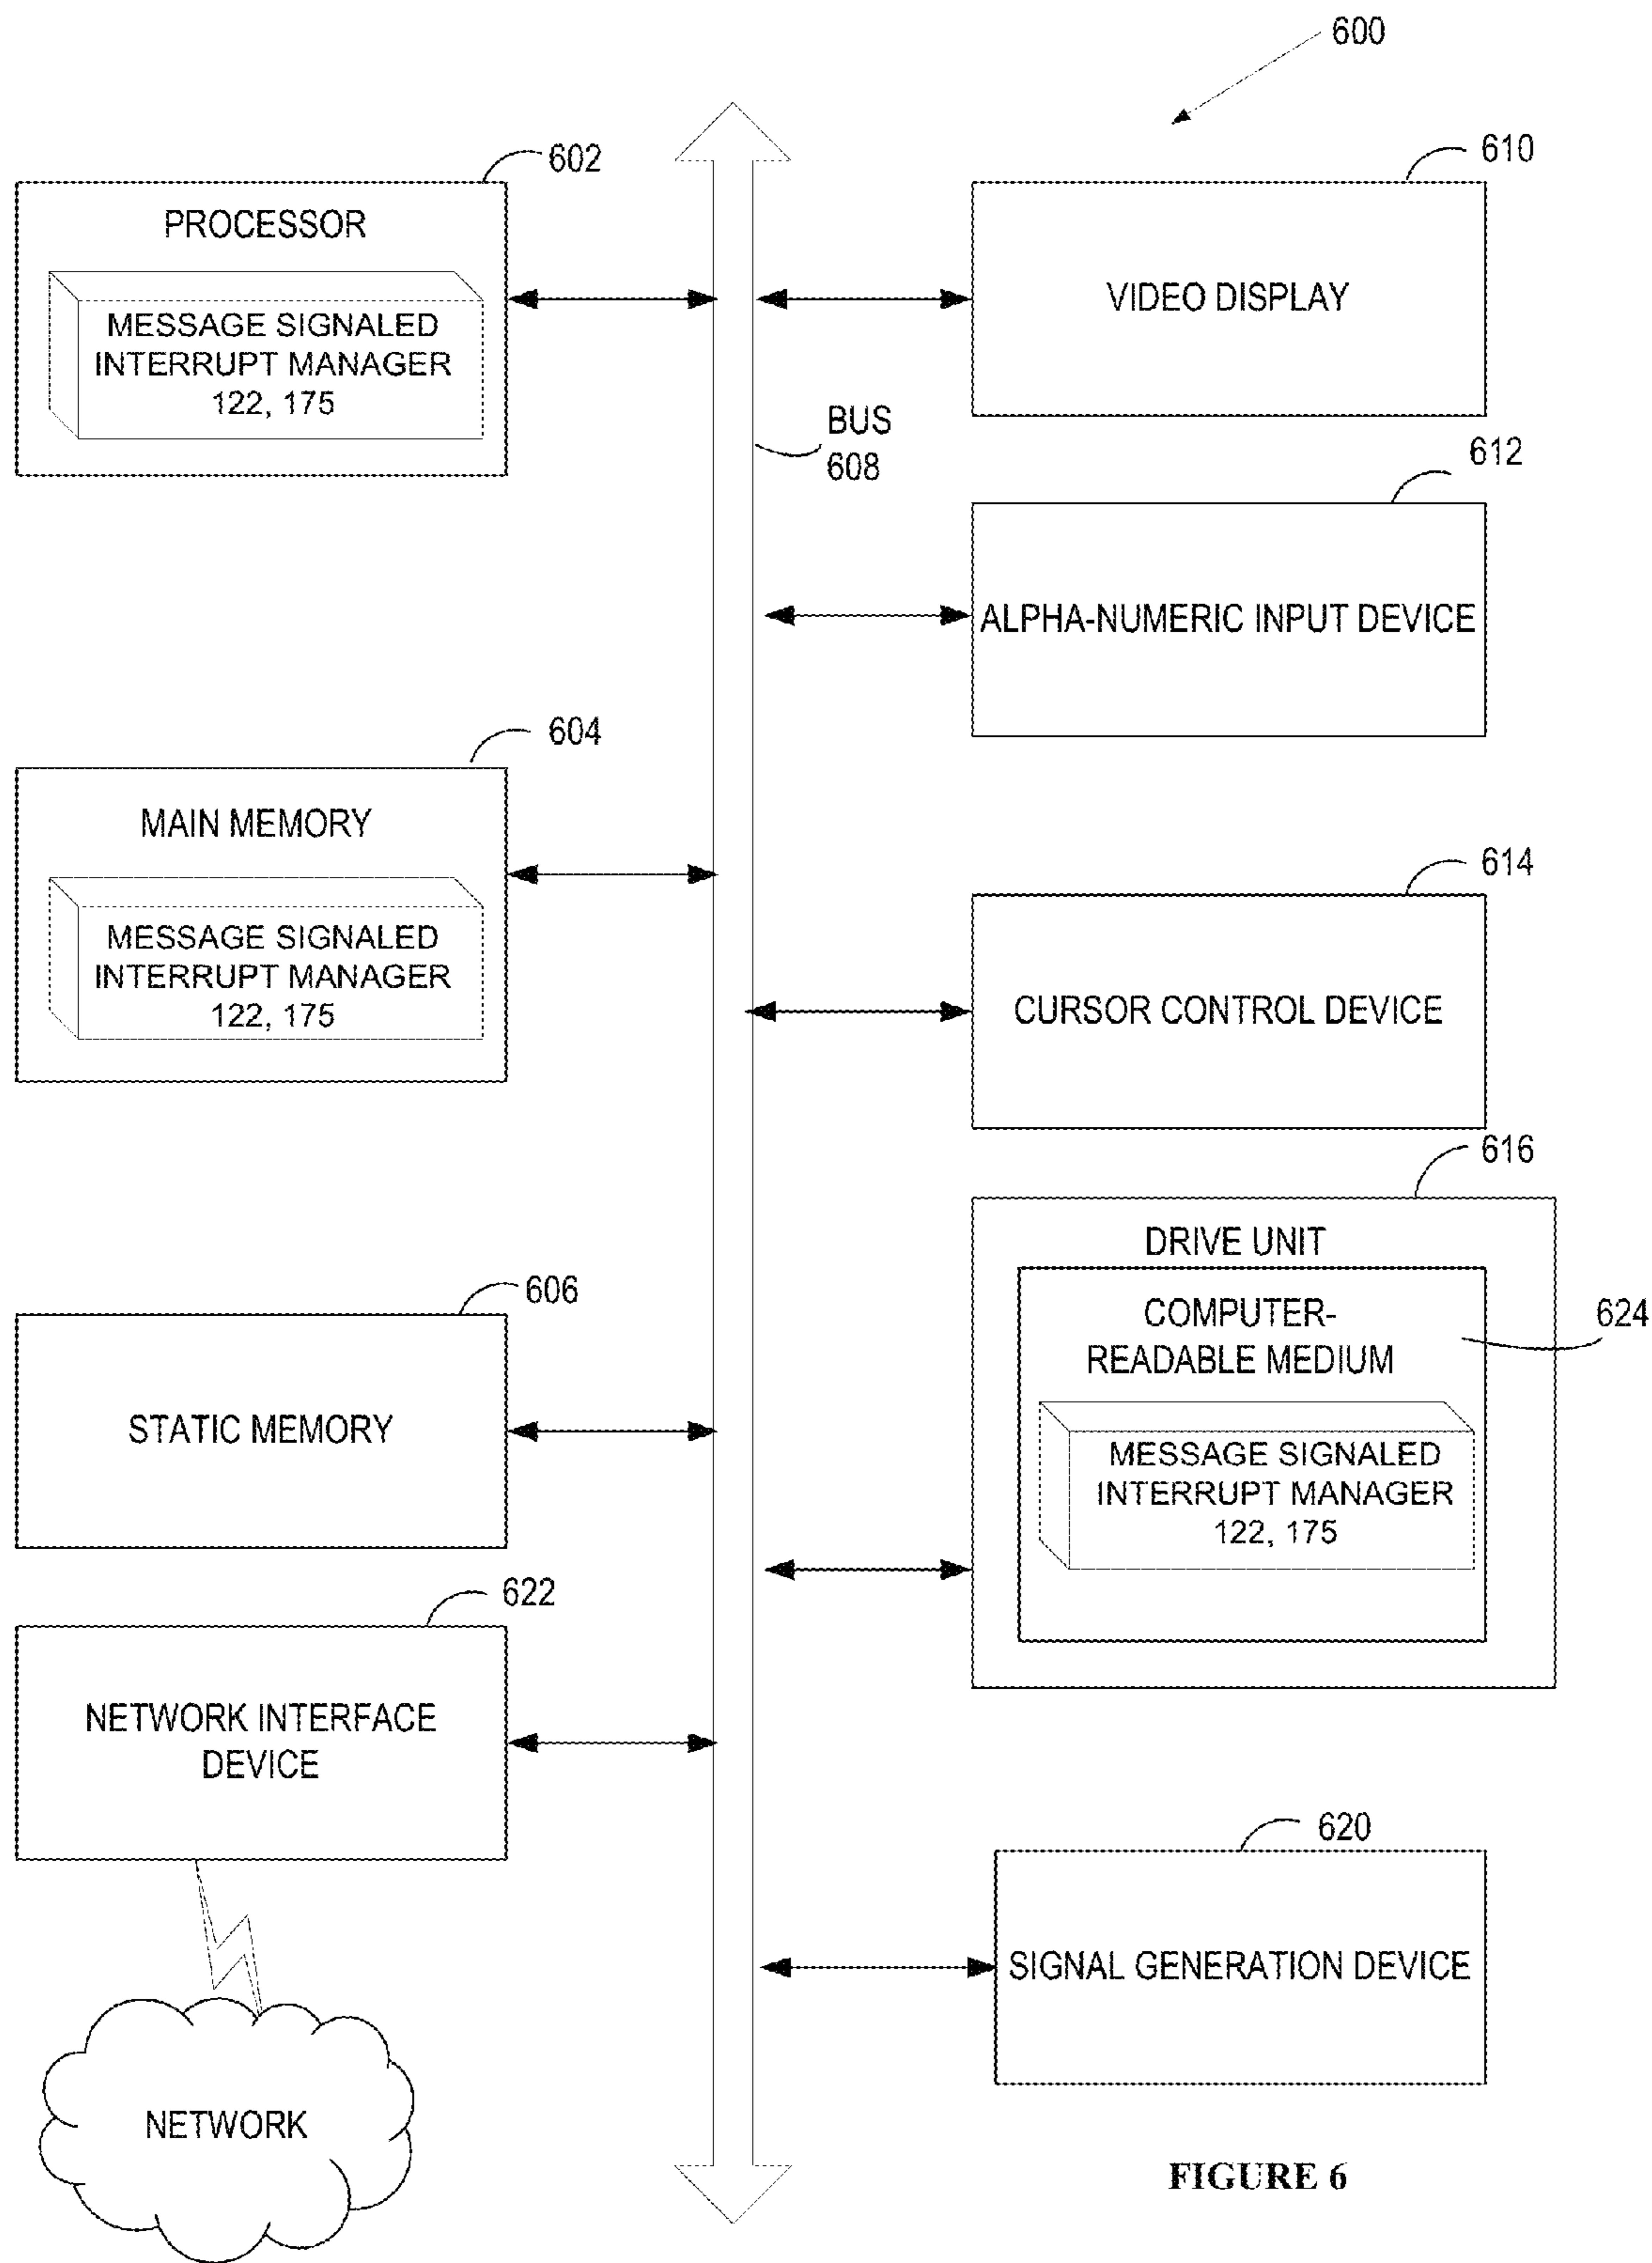 600
602
PROCESSOR
MESSAGE SIGNALED
INTERRUPT MANAGER
122, 175
610
VIDEO DISPLAY
BUS
608
612
ALPHA-NUMERIC INPUT DEVICE
604
MAIN MEMORY
MESSAGE SIGNALED
INTERRUPT MANAGER
122, 175
614
CURSOR CONTROL DEVICE
616
DRIVE UNIT
COMPUTER-
READABLE MEDIUM
624
MESSAGE SIGNALED
INTERRUPT MANAGER
122, 175
606
STATIC MEMORY
622
NETWORK INTERFACE
DEVICE
620
SIGNAL GENERATION DEVICE
NETWORK
FIGURE 6